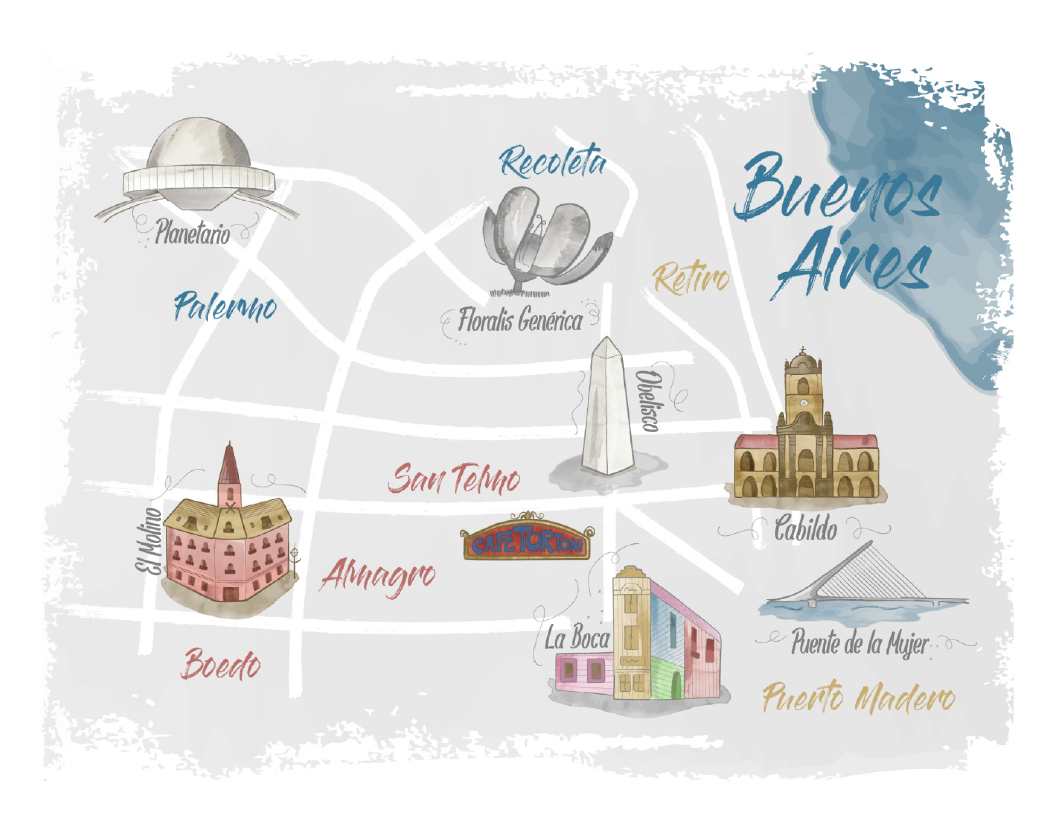 Buenos
Aires
Recoleta
Planetario
Retiro
Palermo
Floralis Genérica
Obelisco
San Telmo
El Molino
CAFE TORTONI
Cabildo
Almagro
La Boca
Puente de la Mujer
Boedo
Puerto Madero